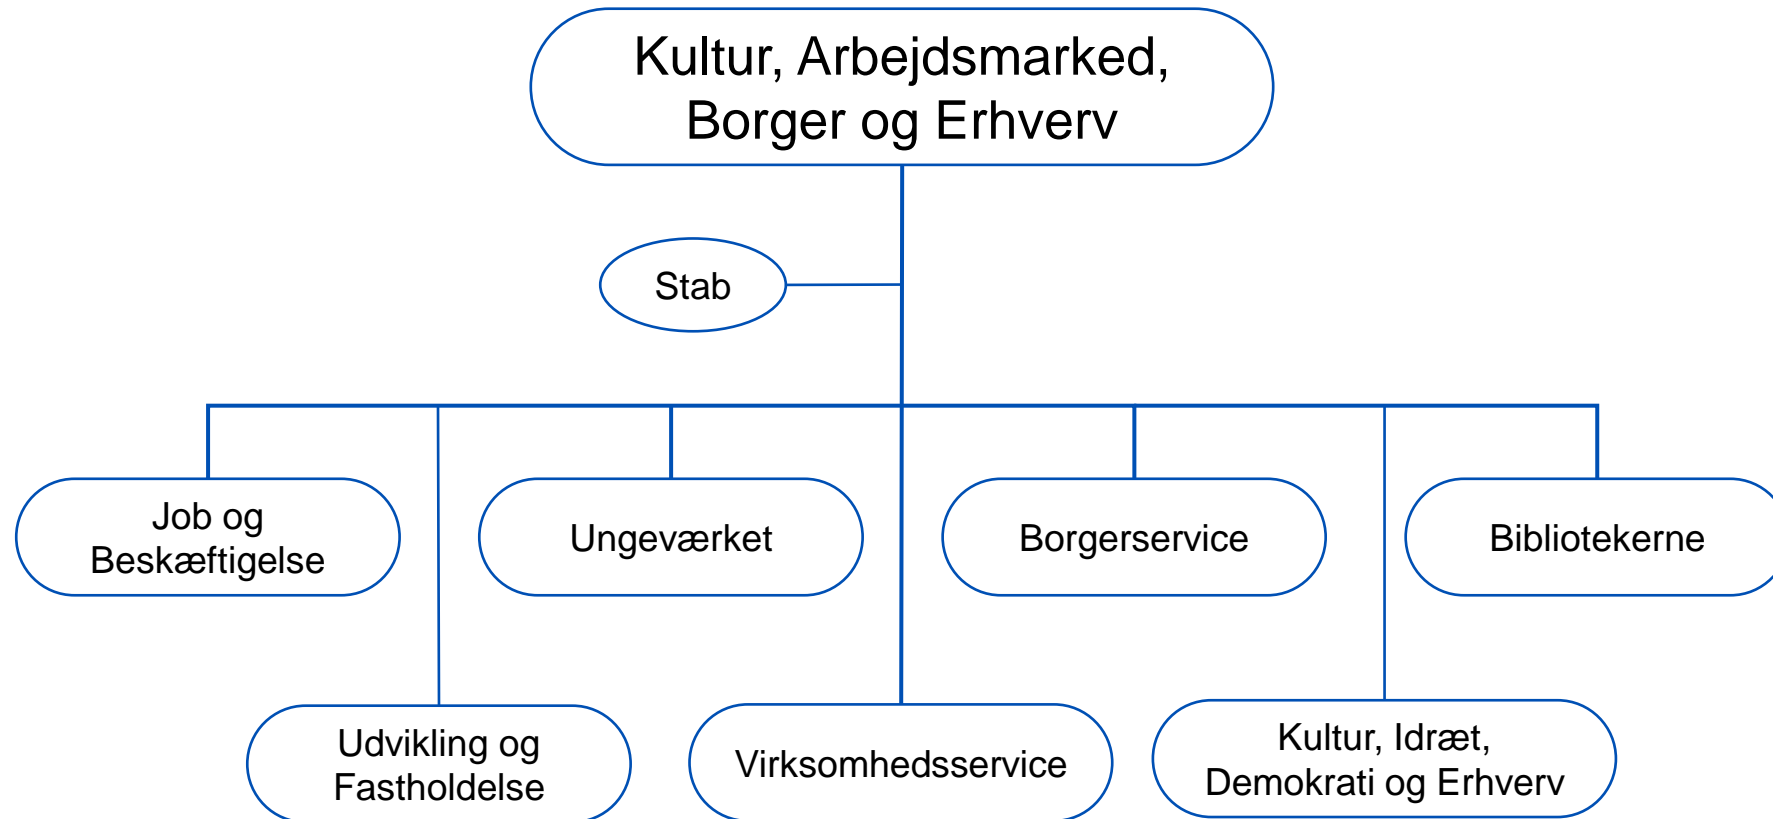 Kultur, Arbejdsmarked,
Borger og Erhverv
Stab
Job og
Beskæftigelse
Ungeværket
Borgerservice
Bibliotekerne
Udvikling og
Fastholdelse
Virksomhedsservice
Kultur, Idræt,
Demokrati og Erhverv